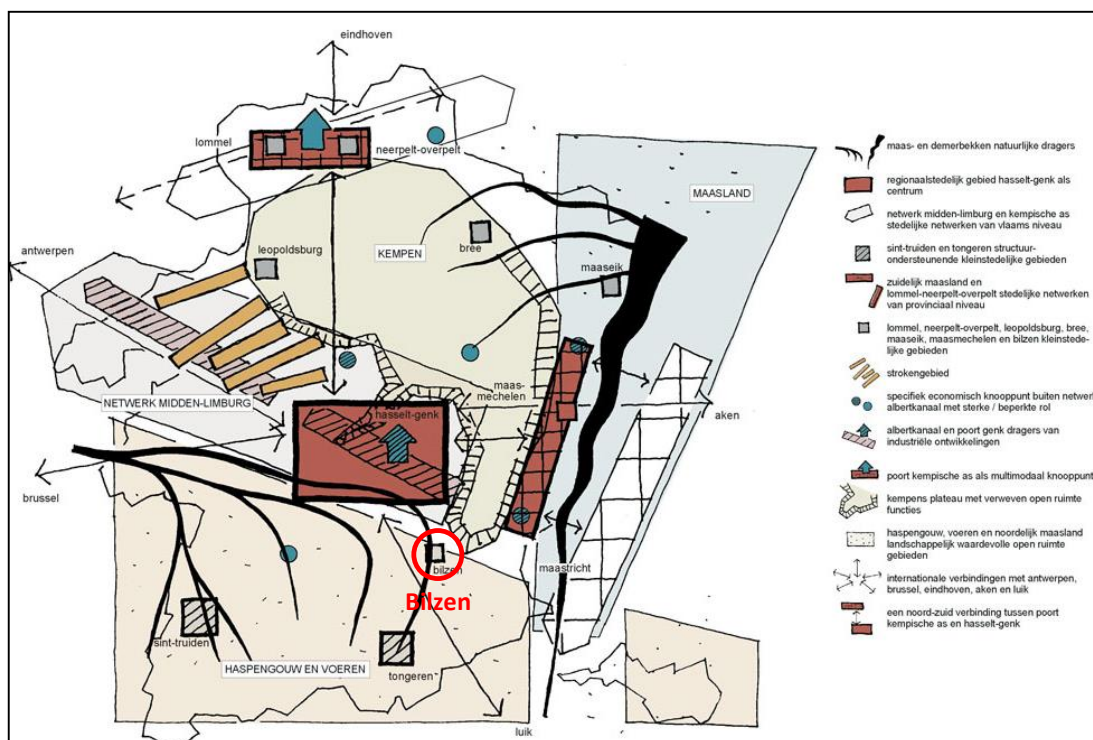 eindhoven
lommel
neerpelt-overpelt
MAASLAND
antwerpen
leopoldsburg
KEMPEN
bree
maaseik
NETWERK MIDDEN-LIMBURG
maas-
mechelen
hasselt-genk
aken
brussel
bilzen
Bilzen
maastricht
sint-truiden
HASPENGOUW EN VOEREN
tongeren
luik
maas- en demerbekken natuurlijke dragers
regionaalstedelijk gebied hasselt-genk als
centrum
netwerk midden-limburg en kempische as
stedelijke netwerken van vlaams niveau
sint-truiden en tongeren structuur-
ondersteunende kleinstedelijke gebieden
zuidelijk maasland en
lommel-neerpelt-overpelt stedelijke netwerken
van provinciaal niveau
lommel, neerpelt-overpelt, leopoldsburg, bree,
maaseik, maasmechelen en bilzen kleinstede-
lijke gebieden
strokengebied
specifiek economisch knooppunt buiten netwerk
albertkanaal met sterke / beperkte rol
albertkanaal en poort genk dragers van
industriële ontwikkelingen
poort kempische as als multimodaal knooppunt
kempens plateau met verweven open ruimte
functies
haspengouw, voeren en noordelijk maasland
landschappelijk waardevolle open ruimte
gebieden
internationale verbindingen met antwerpen,
brussel, eindhoven, aken en luik
een noord-zuid verbinding tussen poort
kempische as en hasselt-genk